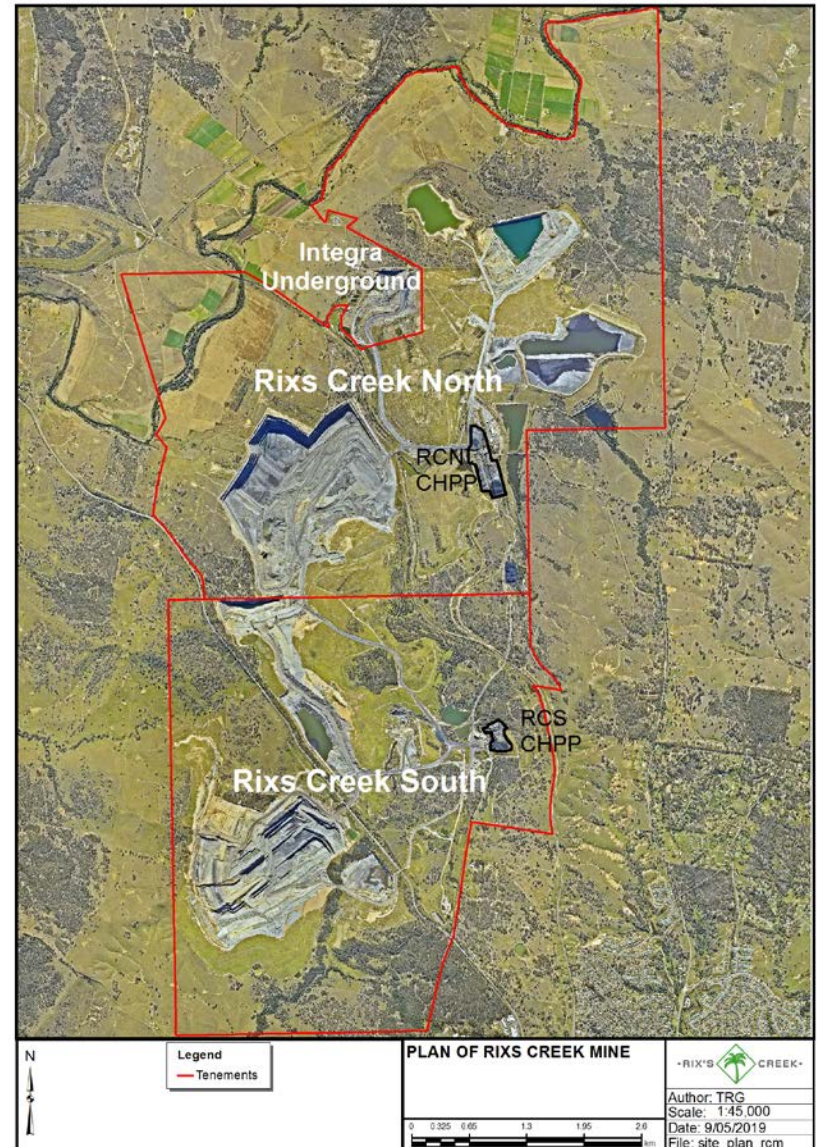 Integra
Underground
Rixs Creek North
RCN
CHPP
RCS
CHPP
Rixs Creek South
N
Legend
Tenements
PLAN OF RIXS CREEK MINE
0 0.325 0.65 1.3 1.95 2.6
km
RIX'S CREEK
Author: TRG
Scale: 1:45,000
Date: 9/05/2019
File: site_plan_rcm